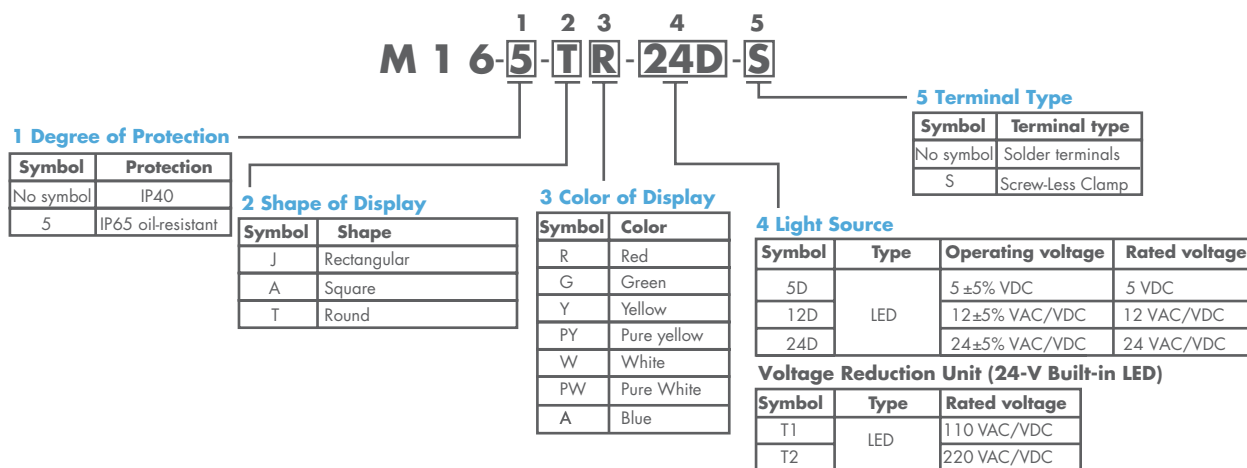 1 2 3 4 5
M 1 6-5-T R-24D-S
5 Terminal Type
Symbol Terminal type
No symbol Solder terminals
S Screw-Less Clamp
1 Degree of Protection
Symbol Protection
No symbol IP40
5 IP65 oil-resistant
2 Shape of Display
Symbol Shape
J Rectangular
A Square
T Round
3 Color of Display
Symbol Color
R Red
G Green
Y Yellow
PY Pure yellow
W White
PW Pure White
A Blue
4 Light Source
Symbol Type Operating voltage Rated voltage
5D LED 5 ±5% VDC 5 VDC
12D 12±5% VAC/VDC 12 VAC/VDC
24D 24±5% VAC/VDC 24 VAC/VDC
Voltage Reduction Unit (24-V Built-in LED)
Symbol Type Rated voltage
T1 LED 110 VAC/VDC
T2 220 VAC/VDC